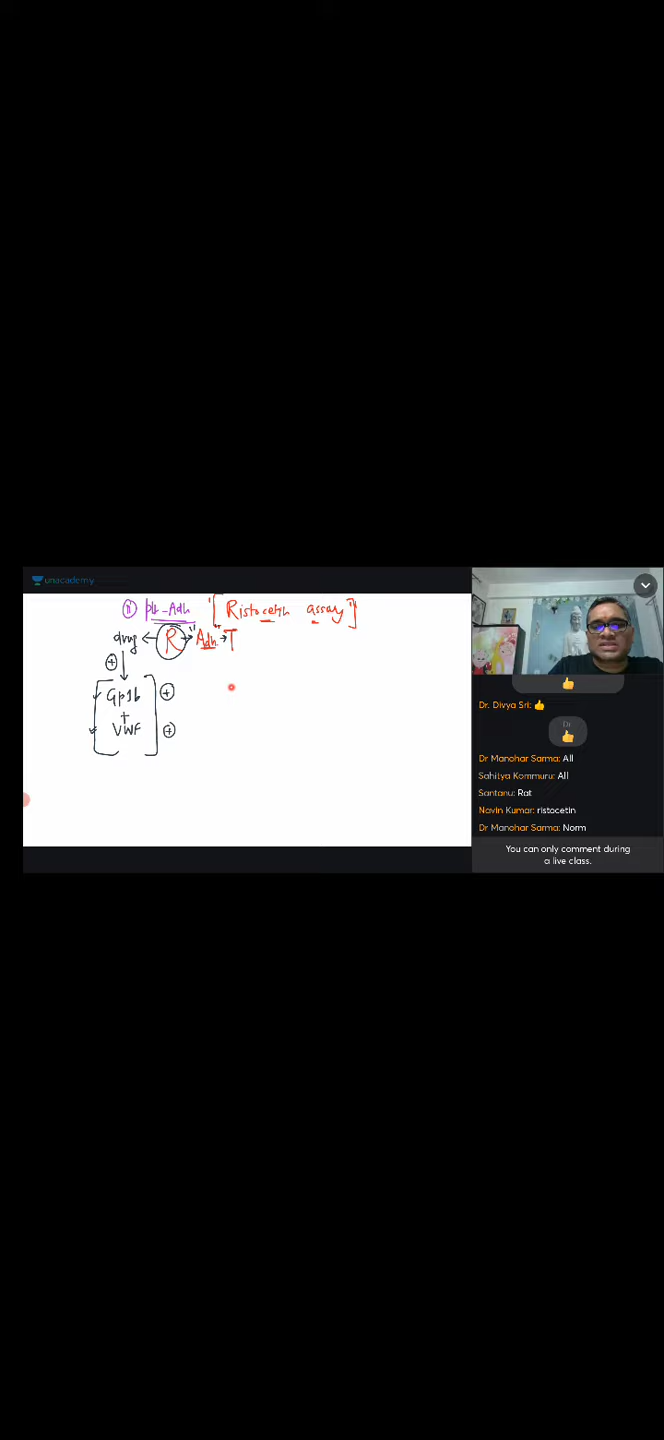 unacademy
ii plt-Adh "[Ristocetin assay"]
drug ← R → "Adh" → T
+
Gp1b +
+
VWF +
Dr. Divya Sri: 👍
Di
👍
Dr Manohar Sarma: All
Sahitya Kommuru: All
Santanu: Rat
Navin Kumar: ristocetin
Dr Manohar Sarma: Norm
You can only comment during
a live class.